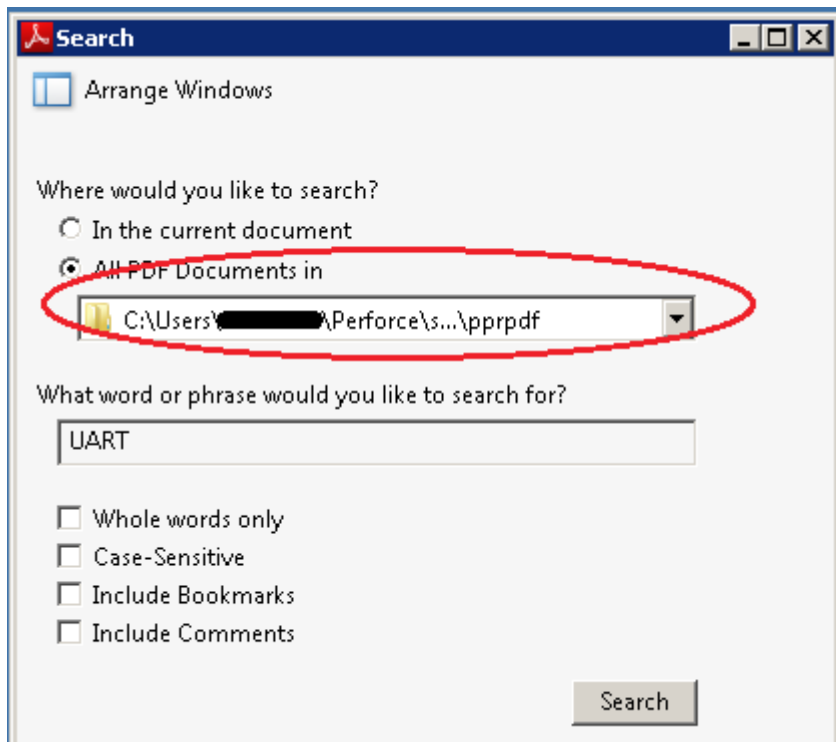 Search
Arrange Windows
Where would you like to search?
In the current document
All PDF Documents in
C:\Users\ \Perforce\s...\pprpdf
What word or phrase would you like to search for?
UART
Whole words only
Case-Sensitive
Include Bookmarks
Include Comments
Search